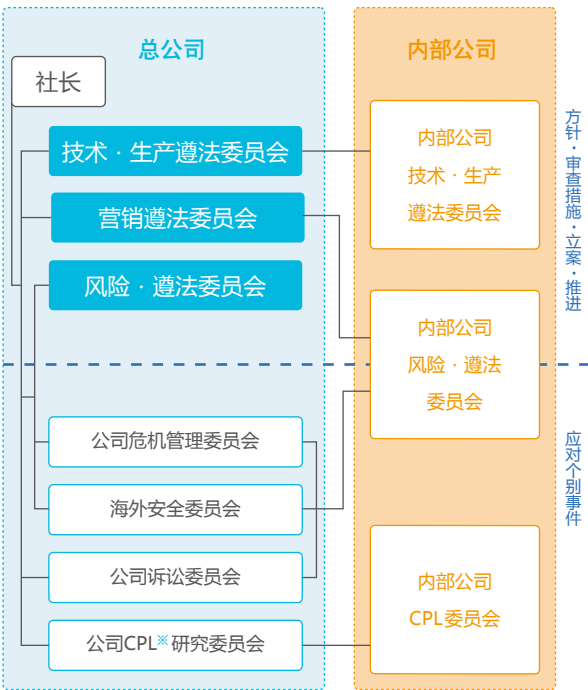 总公司
社长
技术·生产遵法委员会
营销遵法委员会
风险·遵法委员会
公司危机管理委员会
海外安全委员会
公司诉讼委员会
公司CPL※研究委员会
内部公司
内部公司
技术·生产
遵法委员会
内部公司
风险·遵法
委员会
内部公司
CPL委员会
方针·审查措施·立案·推进
应对个别事件